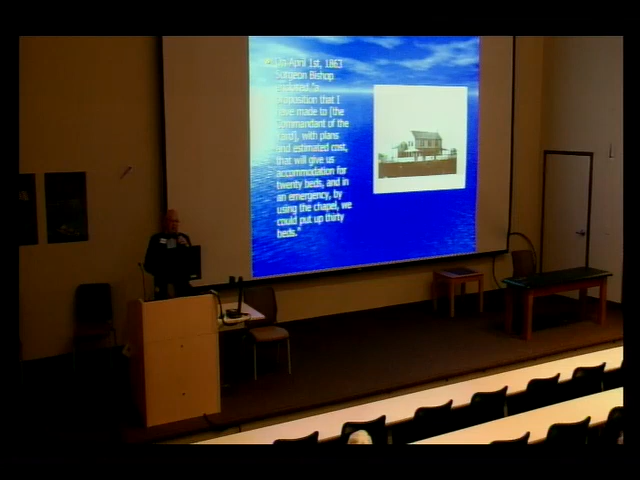 On April 1st, 1863
Surgeon Bishop
explored "a
proposition that I
have made to [the
Commandant of the
Yard], with plans
and estimated cost,
that will give us
accommodation for
twenty beds, and in
an emergency, by
using the chapel, we
could put up thirty
beds."